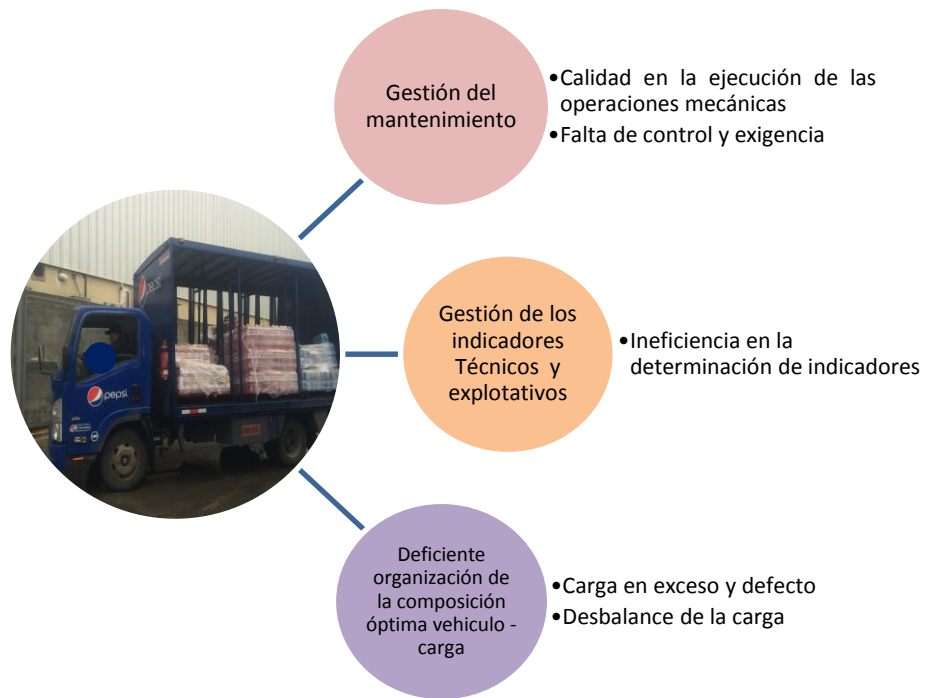 Gestión del
mantenimiento
•Calidad en la ejecución de las
operaciones mecánicas
•Falta de control y exigencia
pepsi
pepsi
Gestión de los
indicadores
Técnicos y
explotativos
•Ineficiencia en la
determinación de indicadores
Deficiente
organización de
la composición
óptima vehiculo -
carga
•Carga en exceso y defecto
•Desbalance de la carga